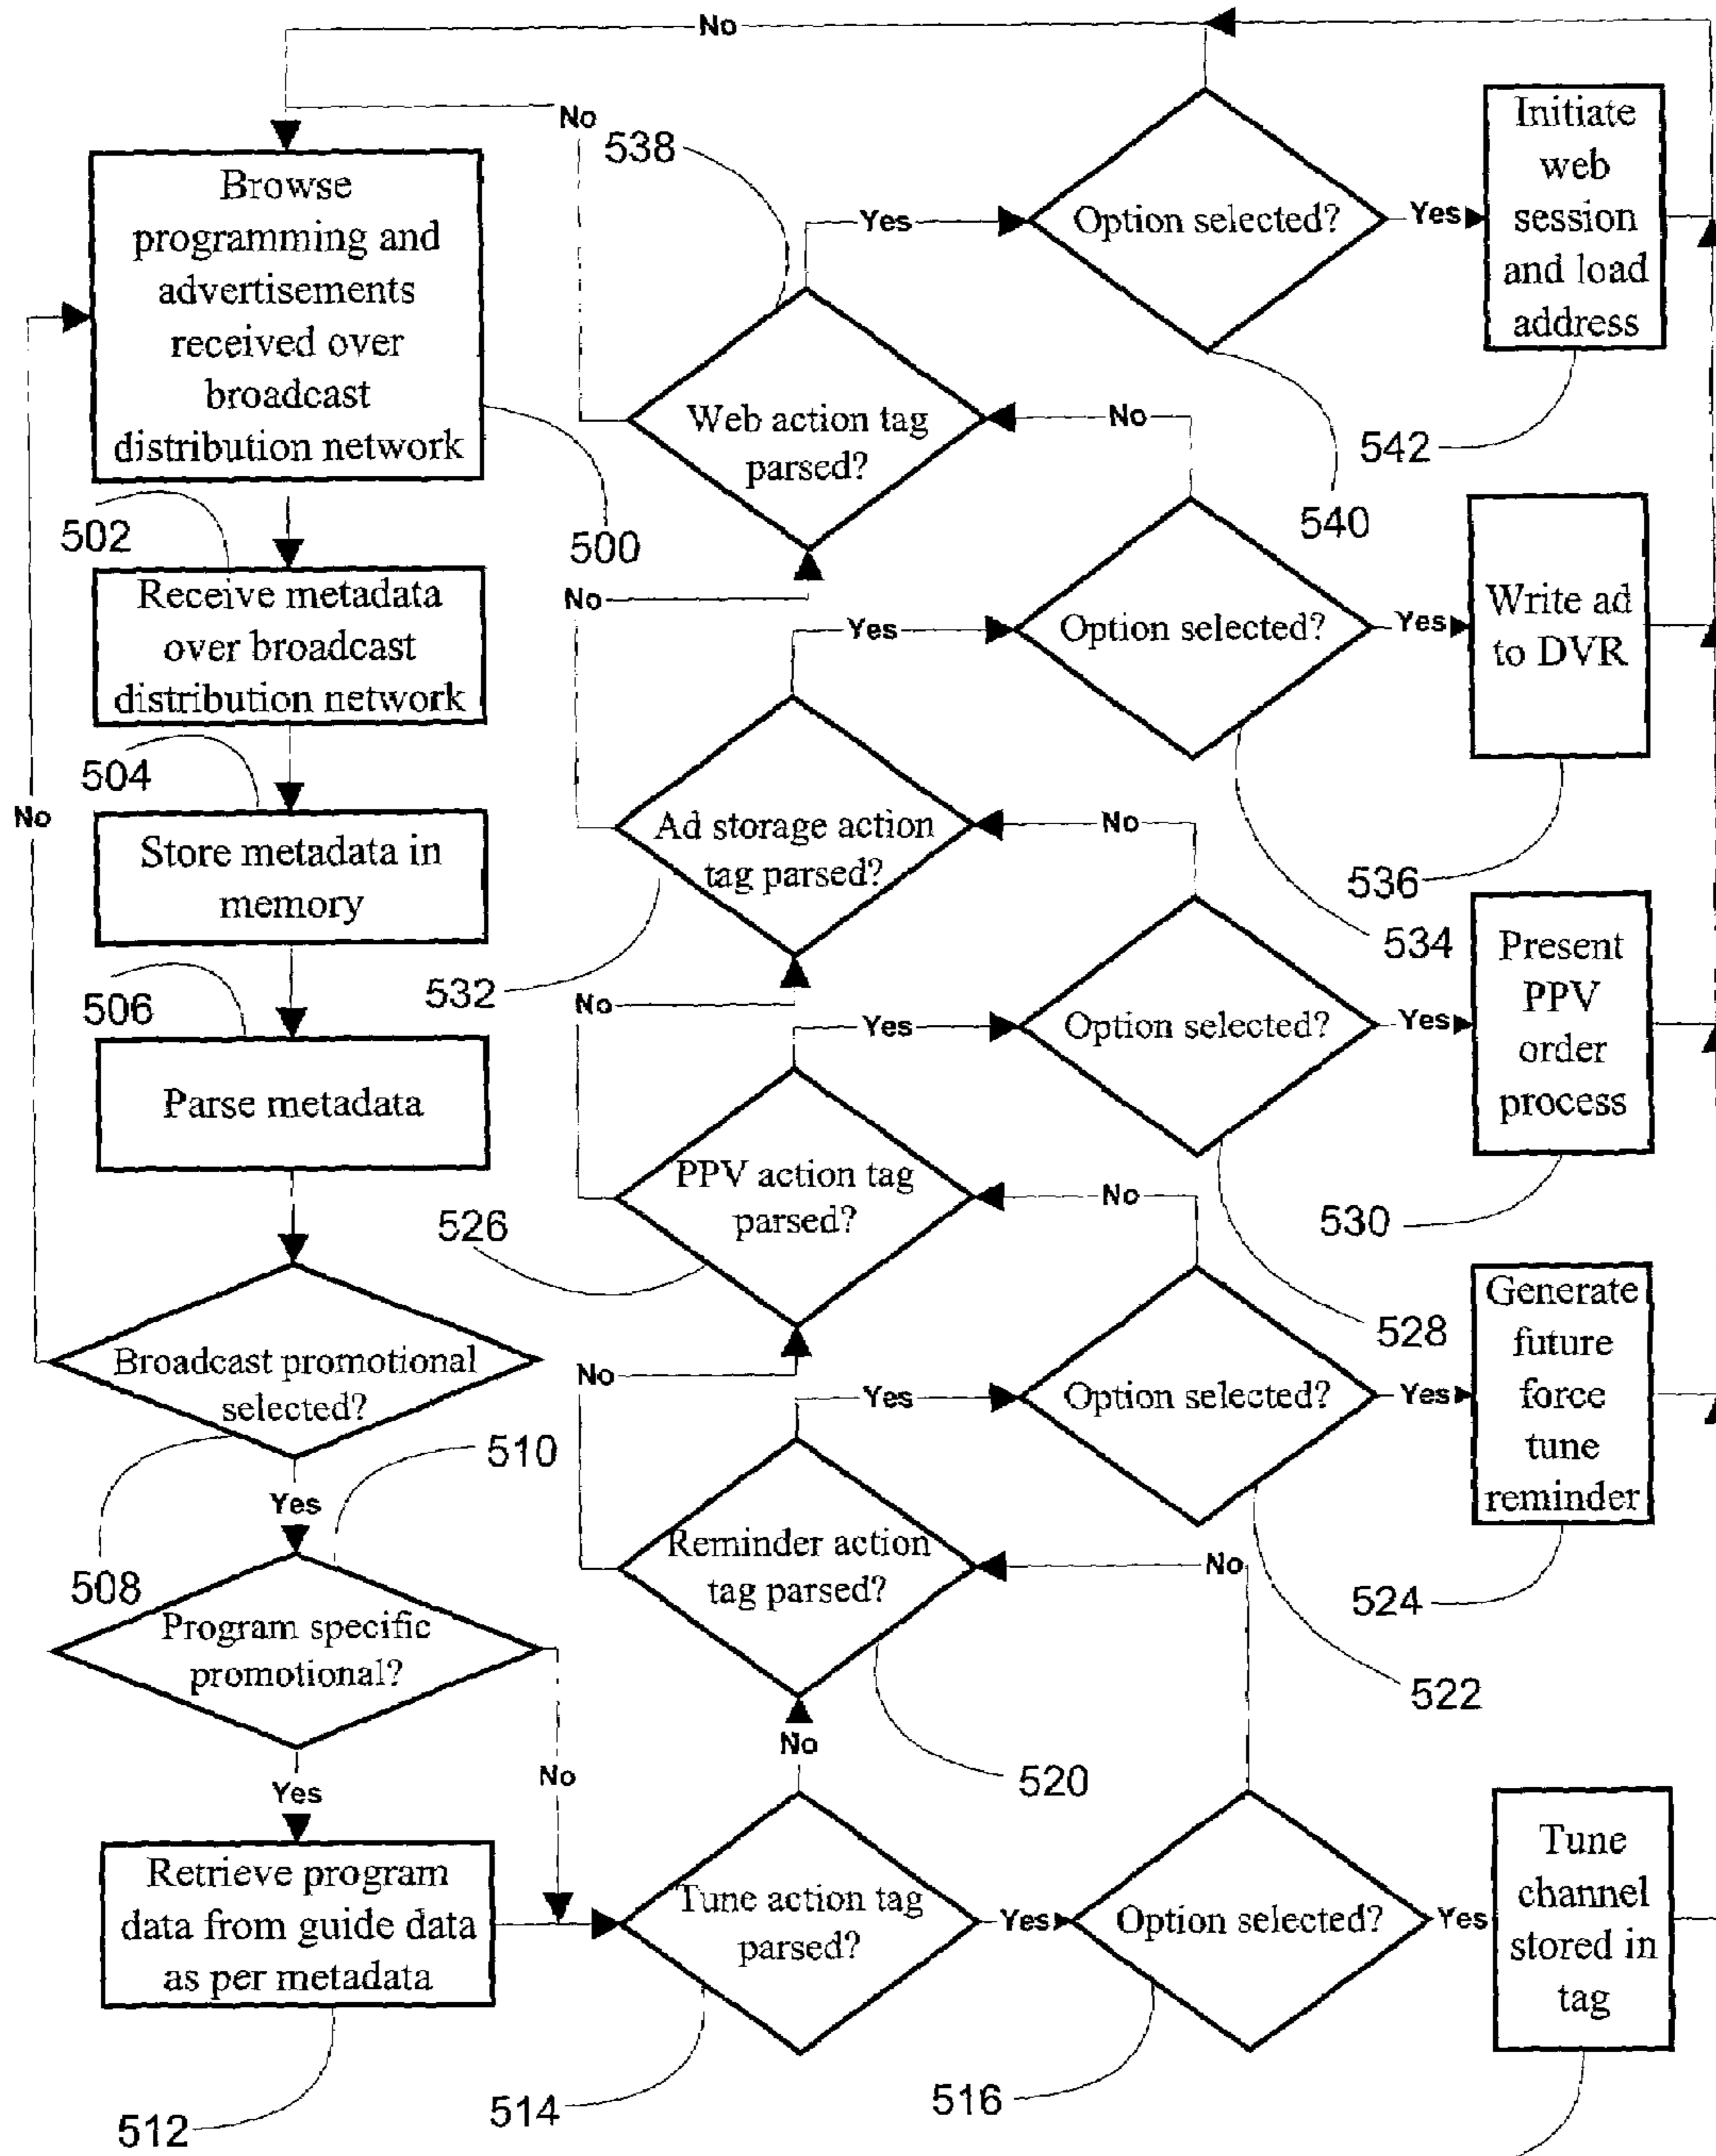 No
Browse
programming and
advertisements
received over
broadcast
distribution network
500
502
Receive metadata
over broadcast
distribution network
504
Store metadata in
memory
506
Parse metadata
Broadcast promotional
selected?
No
508
Yes
510
Program specific
promotional?
Yes
No
Retrieve program
data from guide data
as per metadata
512
Tune action tag
parsed?
514
Yes
No
Option selected?
516
Yes
No
Tune
channel
stored in
tag
Reminder action
tag parsed?
520
Yes
No
Option selected?
522
Yes
No
Generate
future
force
tune
reminder
524
PPV action tag
parsed?
526
Yes
No
Option selected?
528
Yes
No
Present
PPV
order
process
530
Ad storage action
tag parsed?
532
Yes
No
Option selected?
534
Yes
No
Write ad
to DVR
536
Web action tag
parsed?
538
Yes
No
Option selected?
540
Yes
Initiate
web
session
and load
address
542